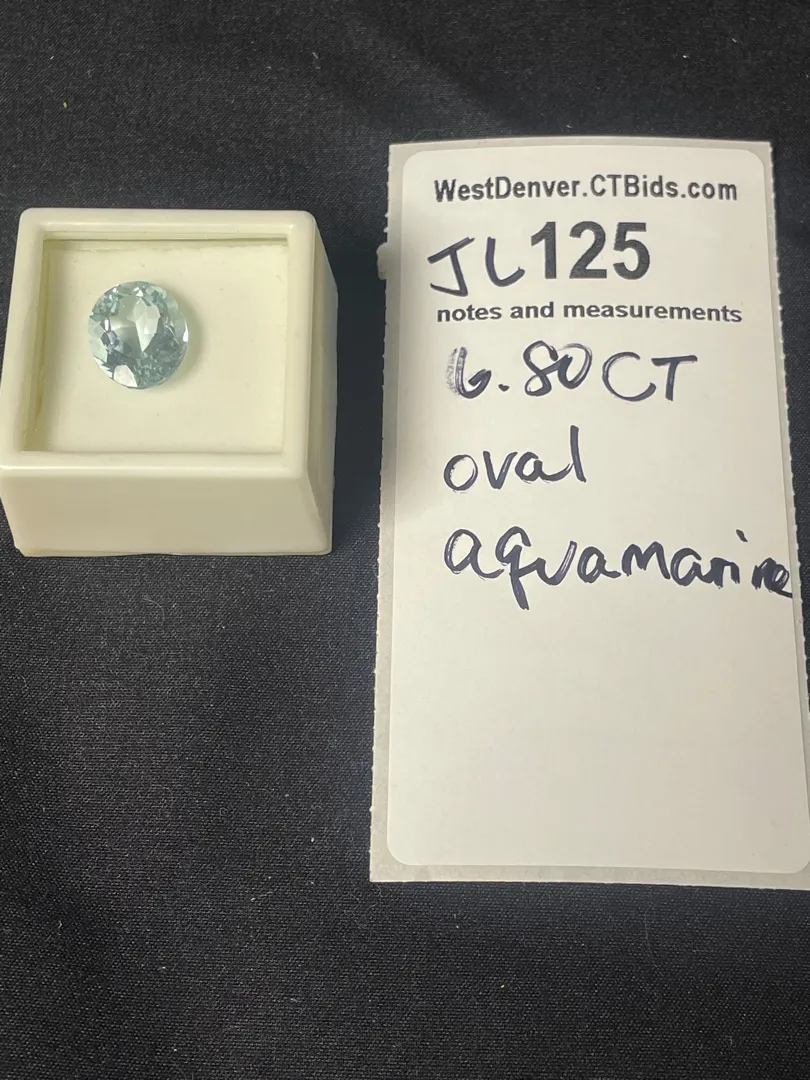 WestDenver.CTBids.com
JL125
notes and measurements
6.80CT
oval
aquamarine